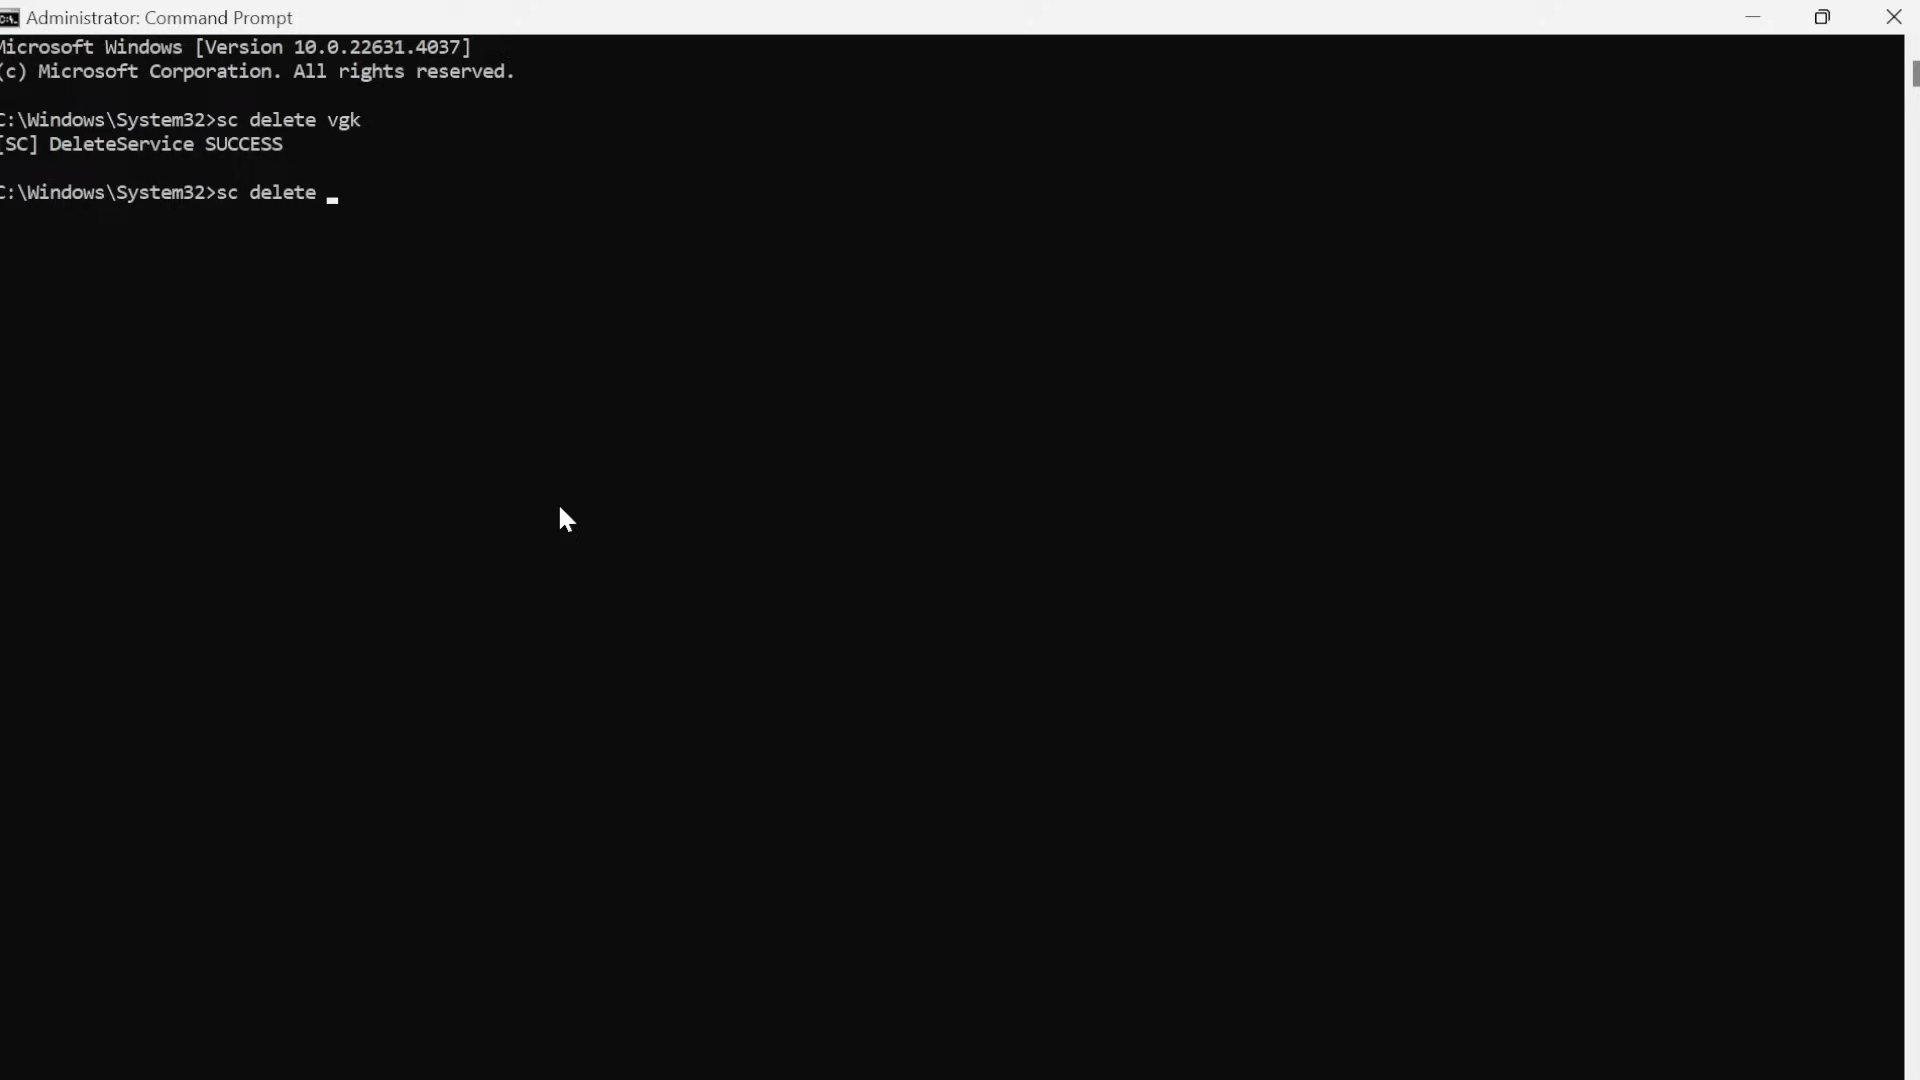 Administrator: Command Prompt
Microsoft Windows [Version 10.0.22631.4037]
(c) Microsoft Corporation. All rights reserved.
C:\Windows\System32>sc delete vgk
[SC] DeleteService SUCCESS
C:\Windows\System32>sc delete